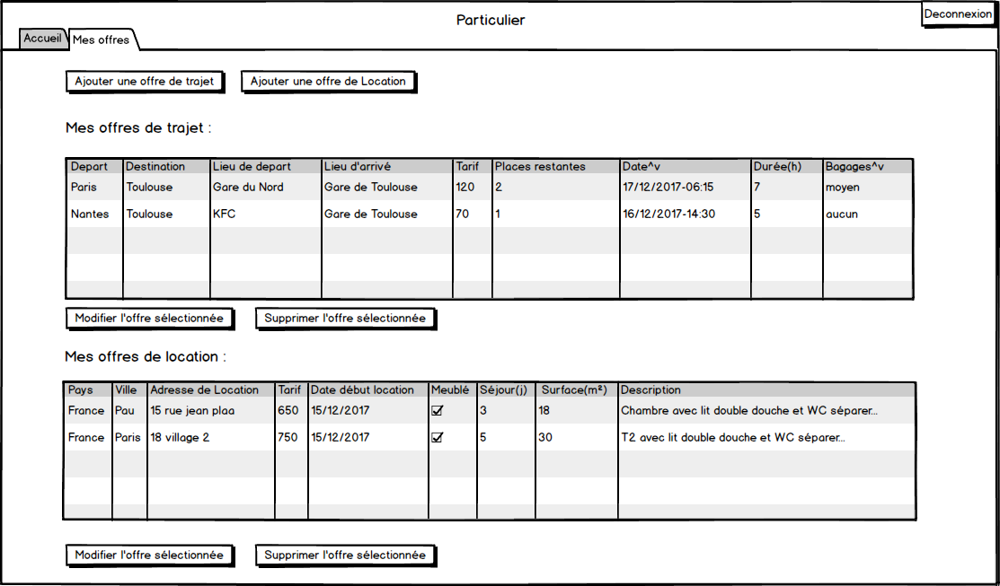 Particulier
Deconnexion
Accueil Mes offres
Ajouter une offre de trajet Ajouter une offre de Location
Mes offres de trajet :
Depart Destination Lieu de depart Lieu d'arrivé Tarif Places restantes Date^v Durée(h) Bagages^v
Paris Toulouse Gare du Nord Gare de Toulouse 120 2 17/12/2017-06:15 7 moyen
Nantes Toulouse KFC Gare de Toulouse 70 1 16/12/2017-14:30 5 aucun
Modifier l'offre sélectionnée Supprimer l'offre sélectionnée
Mes offres de location :
Pays Ville Adresse de Location Tarif Date début location Meublé Séjour(j) Surface(m²) Description
France Pau 15 rue jean plaa 650 15/12/2017 3 18 Chambre avec lit double douche et WC séparer...
France Paris 18 village 2 750 15/12/2017 5 30 T2 avec lit double douche et WC séparer...
Modifier l'offre sélectionnée Supprimer l'offre sélectionnée